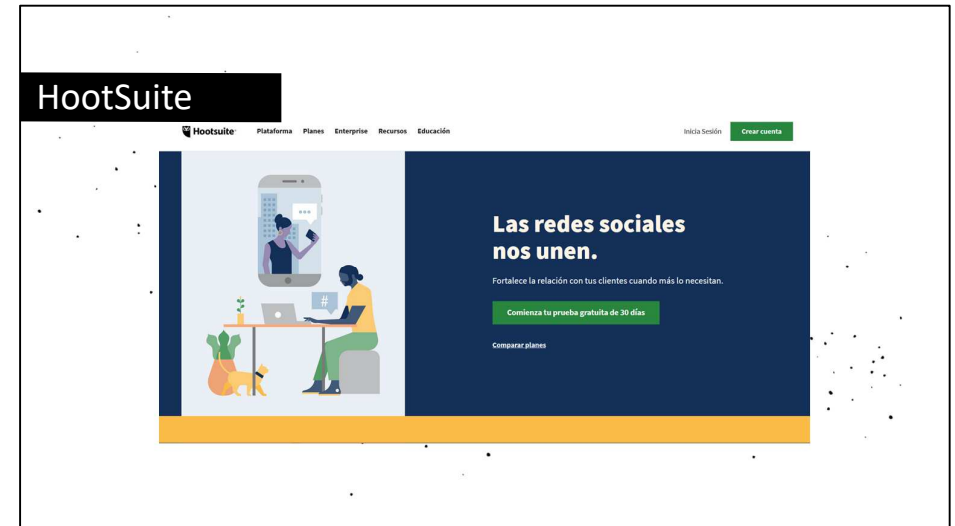 HootSuite
Hootsuite
Plataforma Planes Enterprise Recursos Educación
Inicia Sesión
Crear cuenta
Las redes sociales
nos unen.
Fortalece la relación con tus clientes cuando más lo necesitan.
#
Comienza tu prueba gratuita de 30 días
Comparar planes